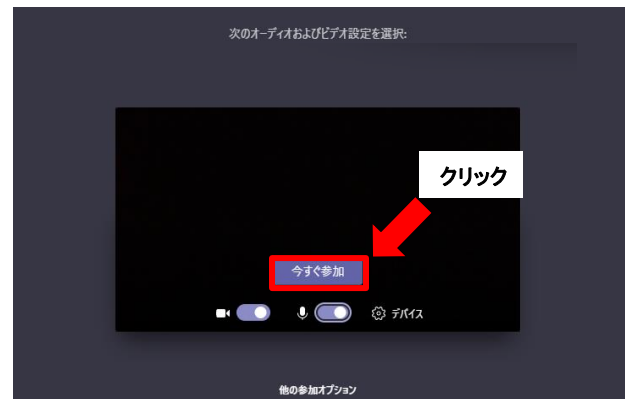 次のオーディオおよびビデオ設定を選択:
クリック
今すぐ参加
デバイス
他の参加オプション